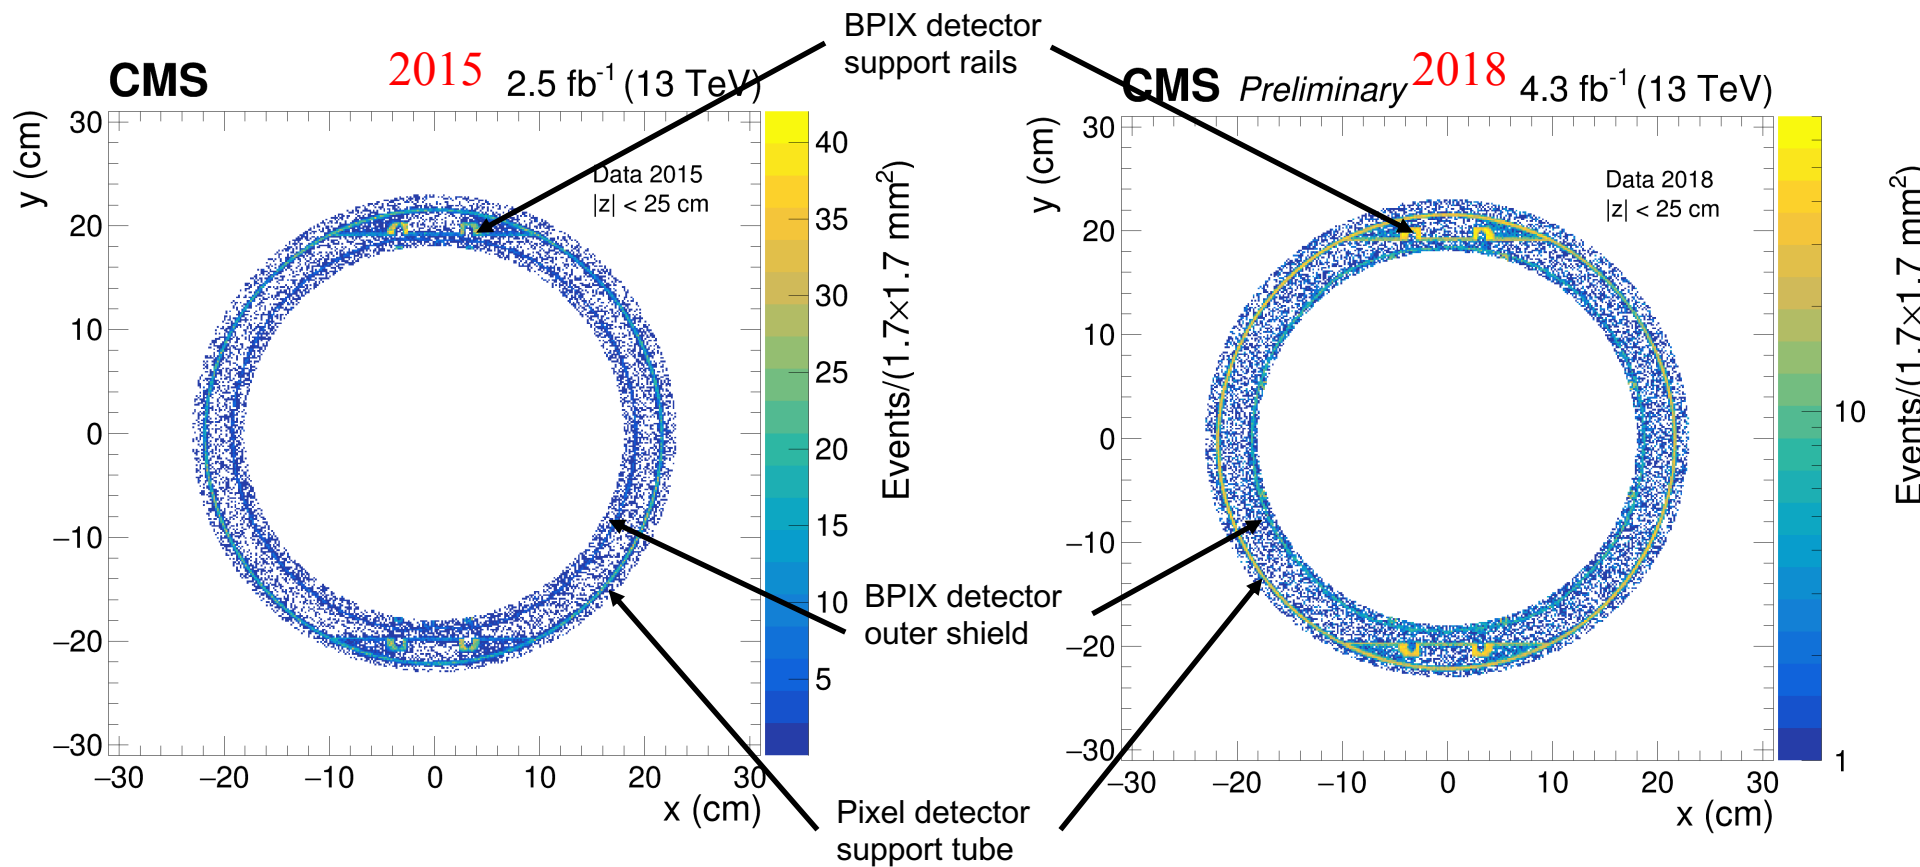 BPIX detector
support rails
CMS 2015 2.5 fb-1 (13 TeV)
CMS Preliminary 2018 4.3 fb-1 (13 TeV)
y (cm)
30
20
10
0
−10
−20
−30
Data 2015
|z| < 25 cm
40
35
30
25
20
15
10
5
Events/(1.7×1.7 mm2)
−30 −20 −10 0 10 20 30
x (cm)
y (cm)
30
20
10
0
−10
−20
−30
Data 2018
|z| < 25 cm
10
1
Events/(1.7×1.7 mm2)
−30 −20 −10 0 10 20 30
x (cm)
BPIX detector
outer shield
Pixel detector
support tube